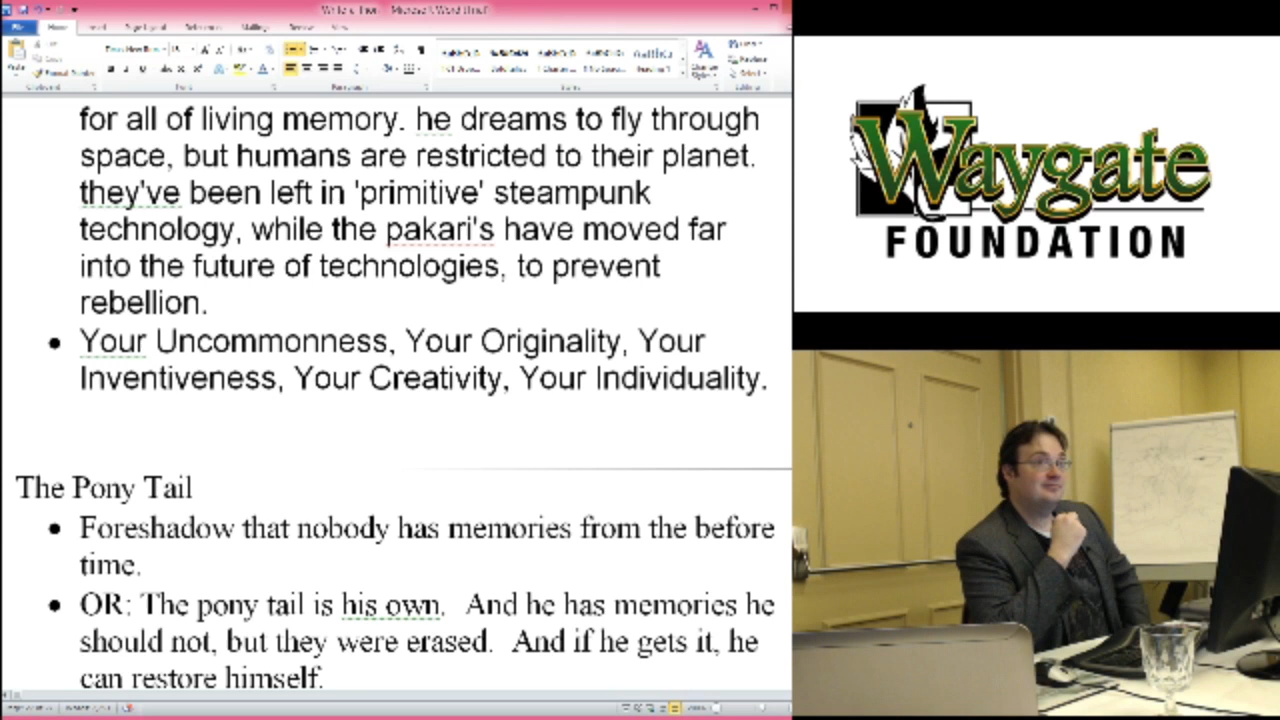 Microsoft Word
File
Home
for all of living memory. he dreams to fly through
space, but humans are restricted to their planet.
they've been left in 'primitive' steampunk
technology, while the pakari's have moved far
into the future of technologies, to prevent
rebellion.
• Your Uncommonness, Your Originality, Your
Inventiveness, Your Creativity, Your Individuality.
The Pony Tail
• Foreshadow that nobody has memories from the before
time.
• OR: The pony tail is his own. And he has memories he
should not, but they were erased. And if he gets it, he
can restore himself.
Waygate
FOUNDATION